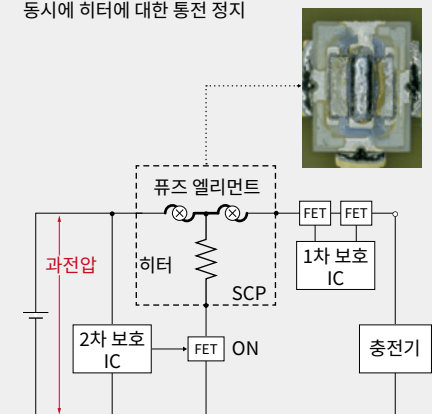 동시에 히터에 대한 통전 정지
퓨즈 엘리먼트
FET
FET
과전압
히터
1차 보호
IC
SCP
2차 보호
IC
FET
ON
충전기